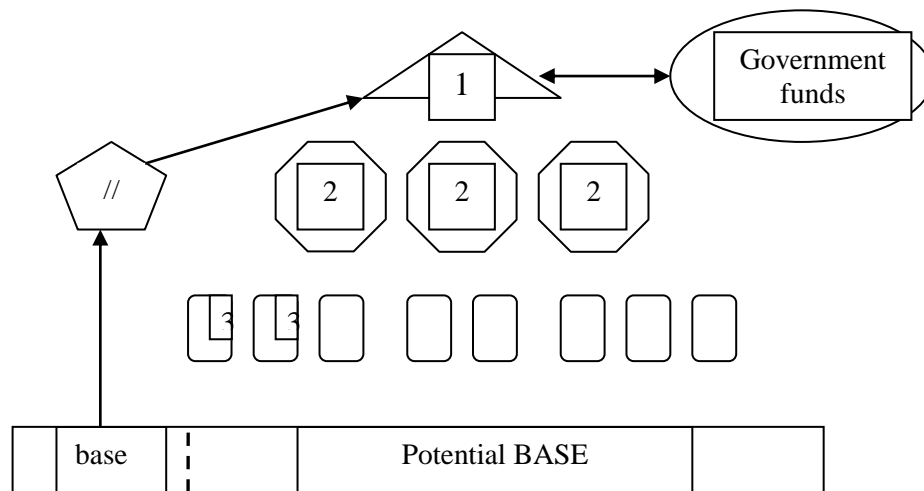 1
Government
funds
//
2 2 2
3 3
base Potential BASE